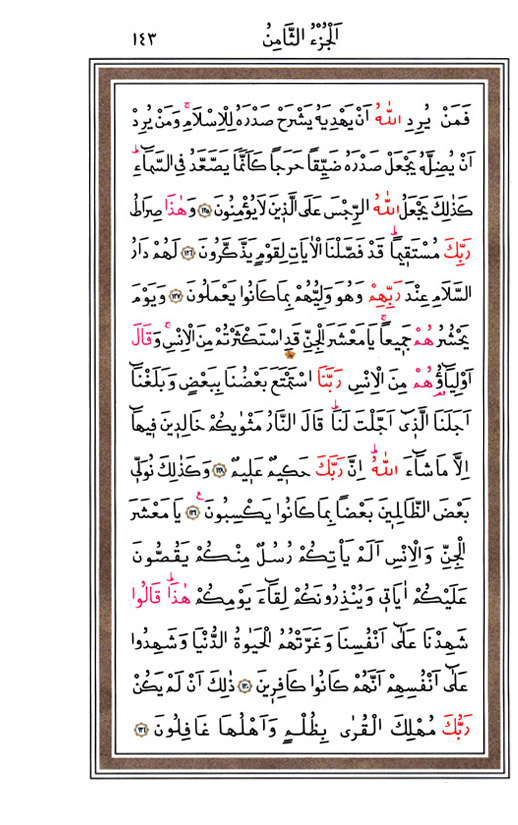 اَلْجُزْءُ الثَّامِنُ ١٤٣
فَمَنْ يُرِدِ اللّٰهُ اَنْ يَهْدِيَهُ يَشْرَحْ صَدْرَهُ لِلْاِسْلَامِۚ وَمَنْ يُرِدْ
اَنْ يُضِلَّهُ يَجْعَلْ صَدْرَهُ ضَيِّقاً حَرَجاً كَاَنَّمَا يَصَّعَّدُ فِي السَّمَٓاءِۜ
كَذٰلِكَ يَجْعَلُ اللّٰهُ الرِّجْسَ عَلَى الَّذ۪ينَ لَا يُؤْمِنُونَ ﴿١٢٥﴾ وَهٰذَا صِرَاطُ
رَبِّكَ مُسْتَق۪يماًۜ قَدْ فَصَّلْنَا الْاٰيَاتِ لِقَوْمٍ يَذَّكَّرُونَ ﴿١٢٦﴾ لَهُمْ دَارُ
السَّلَامِ عِنْدَ رَبِّهِمْ وَهُوَ وَلِيُّهُمْ بِمَا كَانُوا يَعْمَلُونَ ﴿١٢٧﴾ وَيَوْمَ
يَحْشُرُهُمْ جَم۪يعاًۚ يَا مَعْشَرَ الْجِنِّ قَدِ اسْتَكْثَرْتُمْ مِنَ الْاِنْسِۚ وَقَالَ
اَوْلِيَٓاؤُ۬هُمْ مِنَ الْاِنْسِ رَبَّنَا اسْتَمْتَعَ بَعْضُنَا بِبَعْضٍ وَبَلَغْنَٓا
اَجَلَنَا الَّـذ۪ٓي اَجَّلْتَ لَنَاۜ قَالَ النَّارُ مَثْوٰيكُمْ خَالِد۪ينَ ف۪يهَٓا
اِلَّا مَا شَٓاءَ اللّٰهُۜ اِنَّ رَبَّكَ حَك۪يمٌ عَل۪يمٌ ﴿١٢٨﴾ وَكَذٰلِكَ نُوَلّ۪ي
بَعْضَ الظَّالِم۪ينَ بَعْضاً بِمَا كَانُوا يَكْسِبُونَ۟ ﴿١٢٩﴾ يَا مَعْشَرَ
الْجِنِّ وَالْاِنْسِ اَلَمْ يَأْتِكُمْ رُسُلٌ مِنْكُمْ يَقُصُّونَ
عَلَيْكُمْ اٰيَات۪ي وَيُنْذِرُونَكُمْ لِقَٓاءَ يَوْمِكُمْ هٰذَاۜ قَالُوا
شَهِدْنَا عَلٰٓى اَنْفُسِنَا وَغَرَّتْهُمُ الْحَيٰوةُ الدُّنْيَا وَشَهِدُوا
عَلٰٓى اَنْفُسِهِمْ اَنَّهُمْ كَانُوا كَافِر۪ينَ ﴿١٣٠﴾ ذٰلِكَ اَنْ لَمْ يَكُنْ
رَبُّكَ مُهْلِكَ الْقُرٰى بِظُلْمٍ وَاَهْلُهَا غَافِلُونَ ﴿١٣١﴾